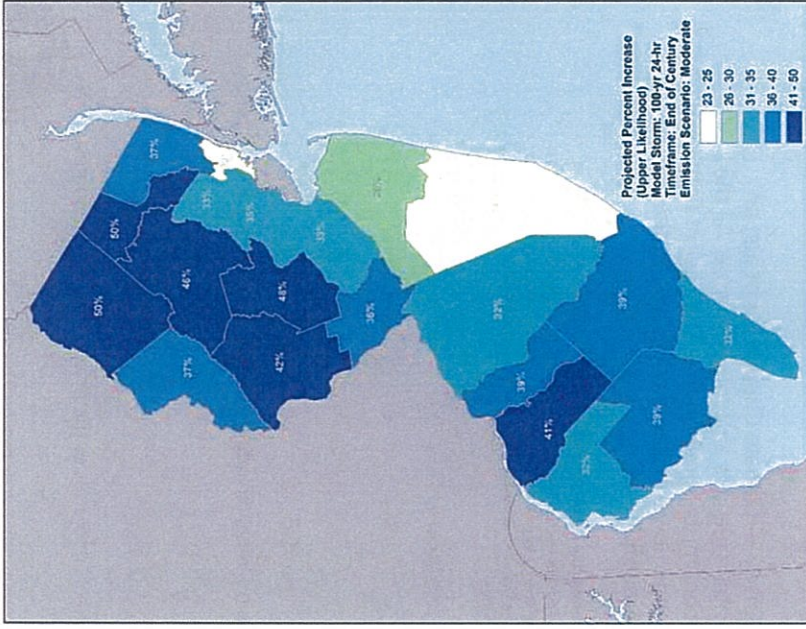 37%
50%
50%
33%
46%
37%
48%
42%
36%
32%
39%
39%
41%
32%
39%
32%
Projected Percent Increase
(Upper Likelihood)
Model Storm: 100-yr 24-hr
Timeframe: End of Century
Emission Scenario: Moderate
23 - 25
26 - 30
31 - 35
36 - 40
41 - 50